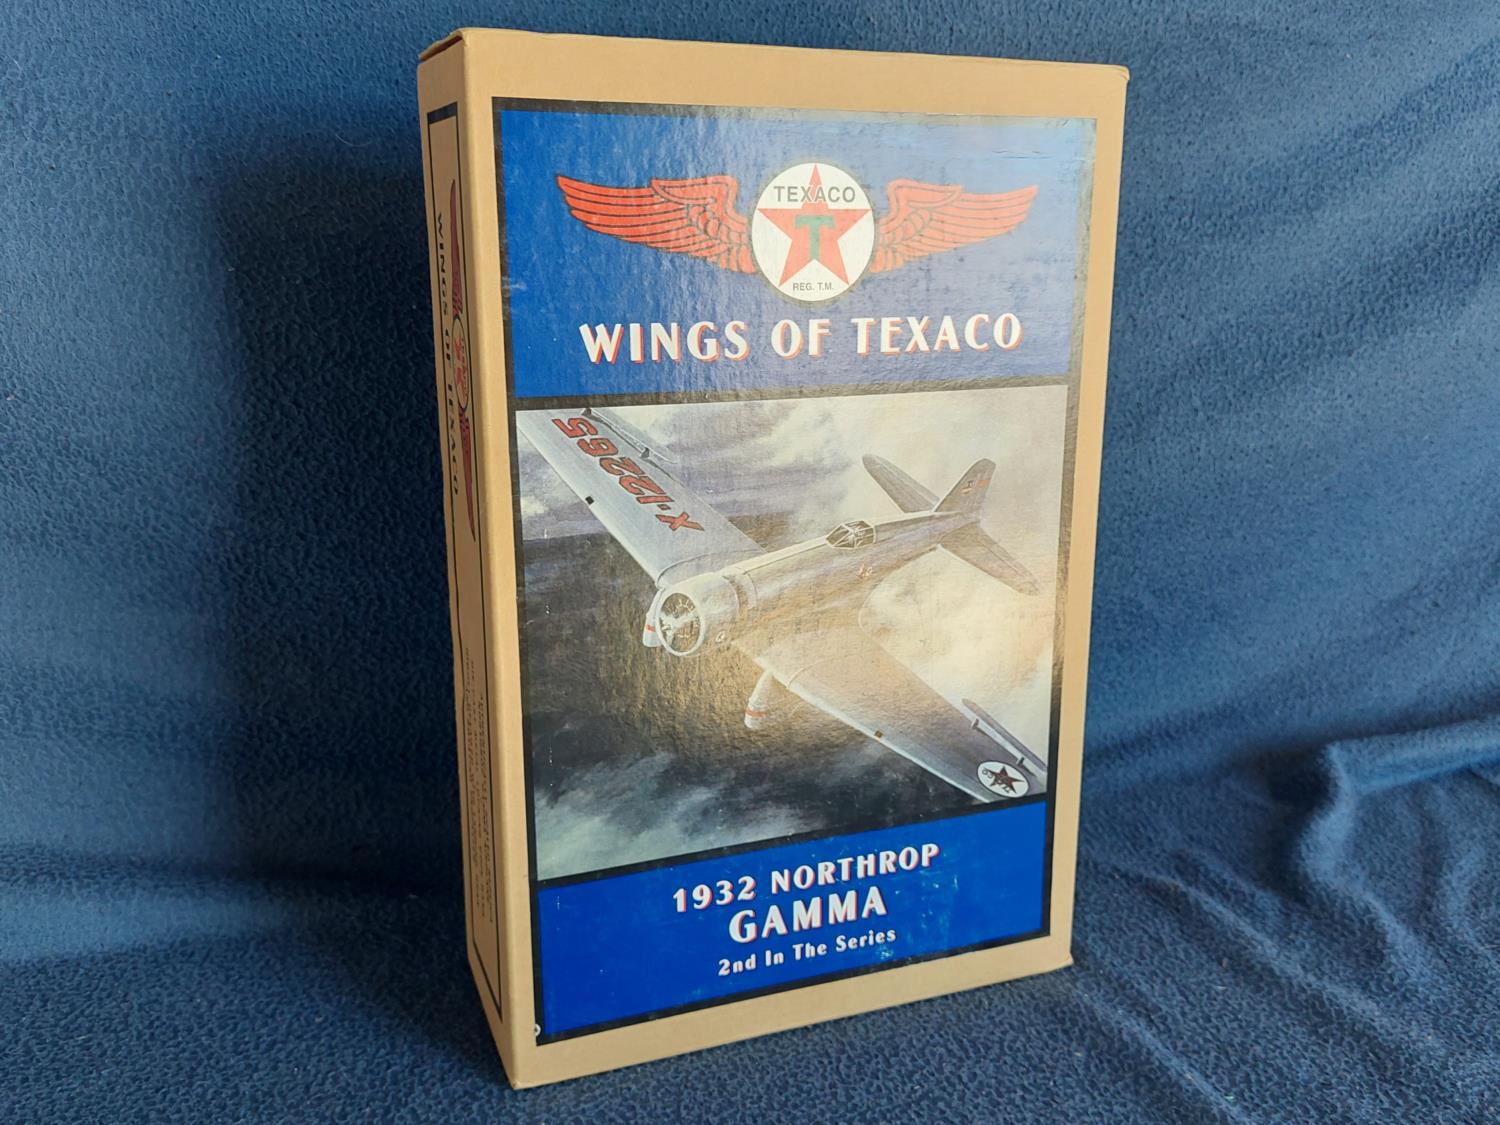 TEXACO
T
REG. T.M.
WINGS OF TEXACO
X-12265
1932 NORTHROP
GAMMA
2nd In The Series
WINGS OF TEXACO